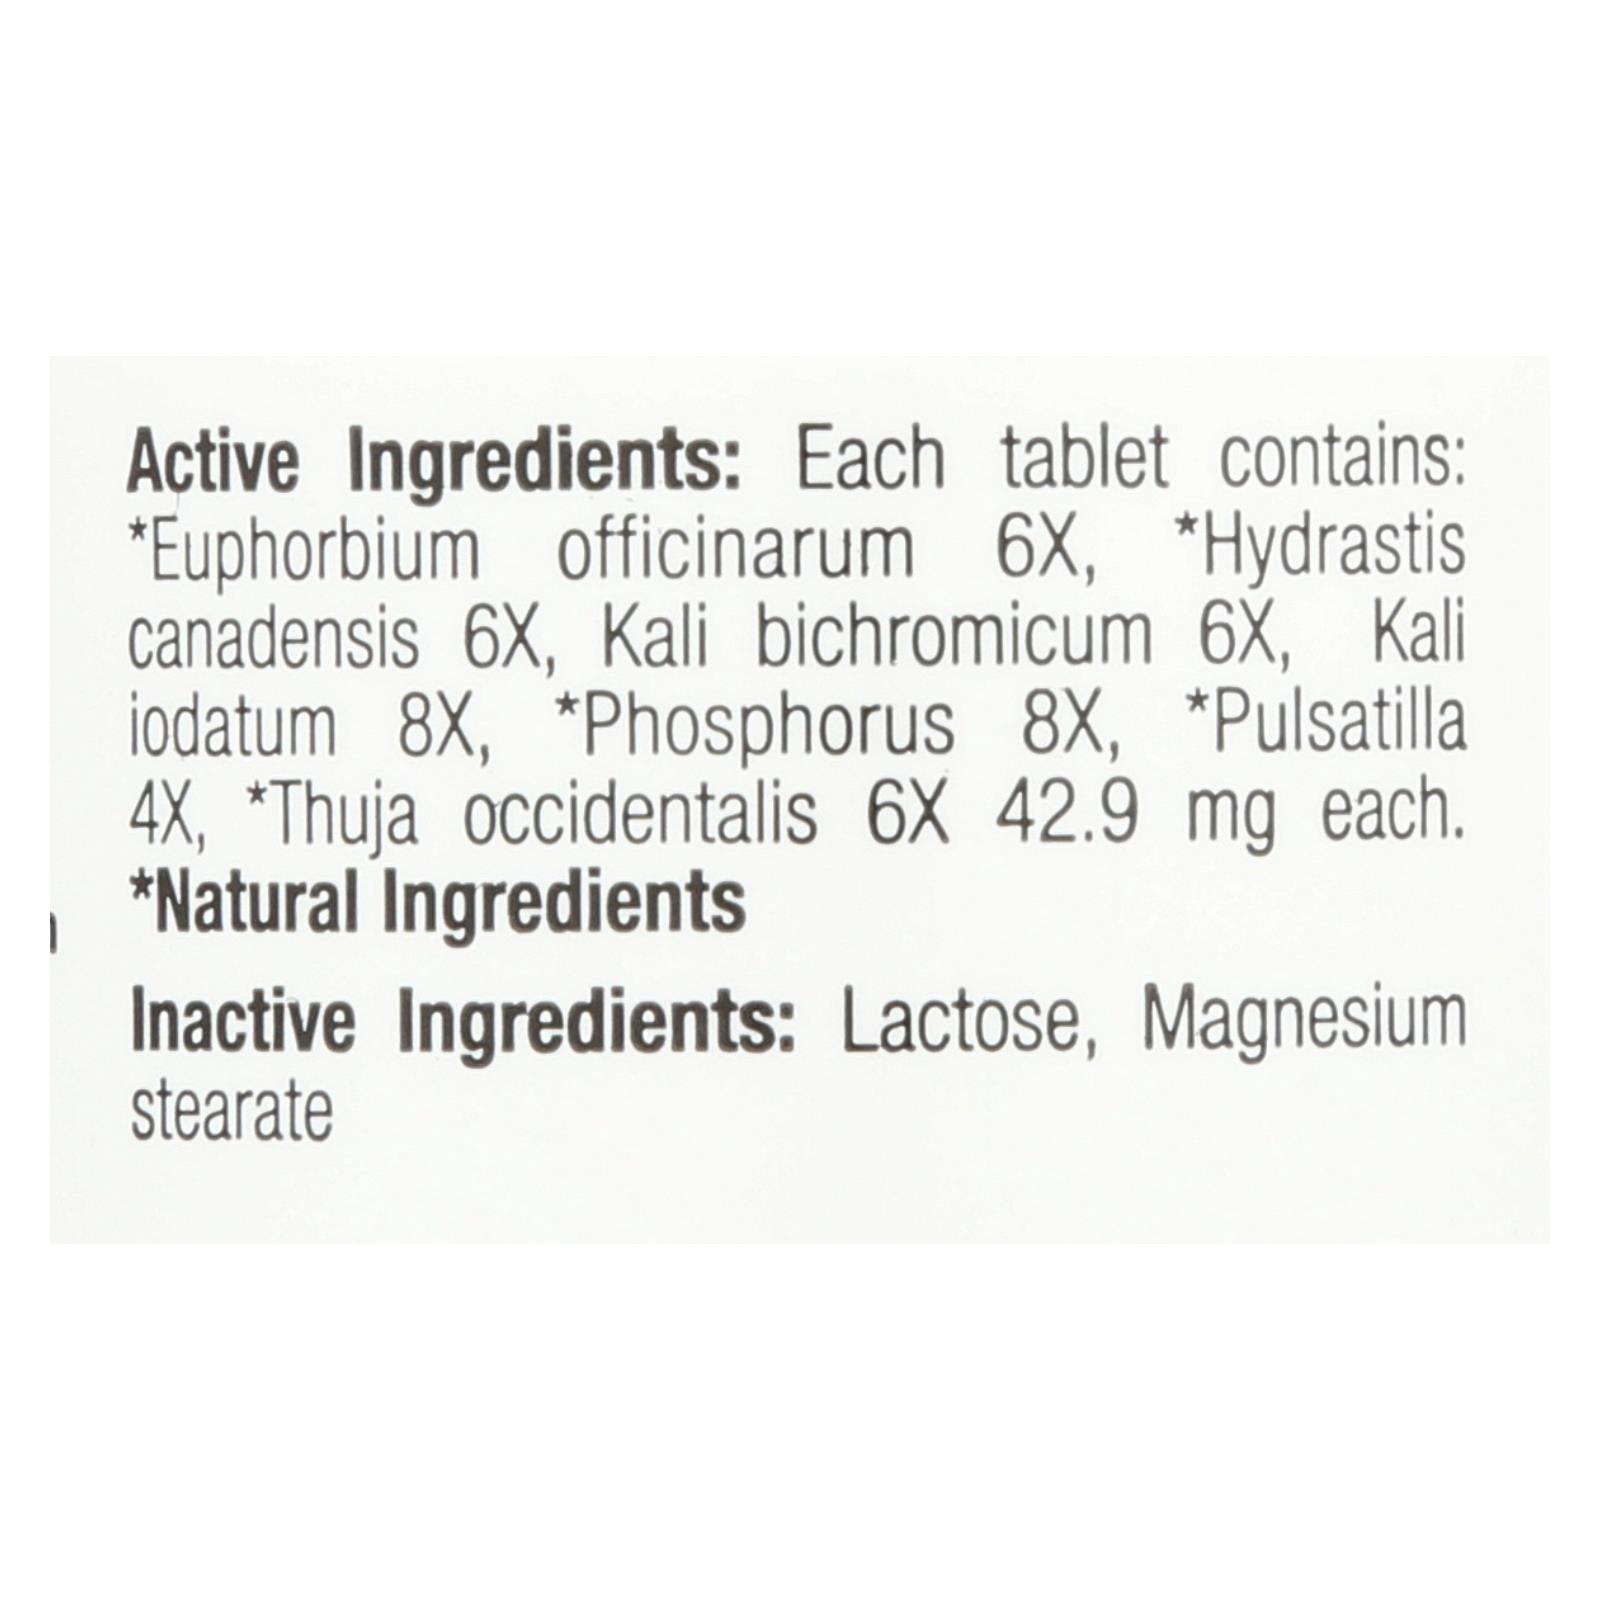 Active Ingredients: Each tablet contains:
*Euphorbium officinarum 6X, *Hydrastis
canadensis 6X, Kali bichromicum 6X, Kali
iodatum 8X, *Phosphorus 8X, *Pulsatilla
4X, *Thuja occidentalis 6X 42.9 mg each.
*Natural Ingredients
Inactive Ingredients: Lactose, Magnesium
stearate